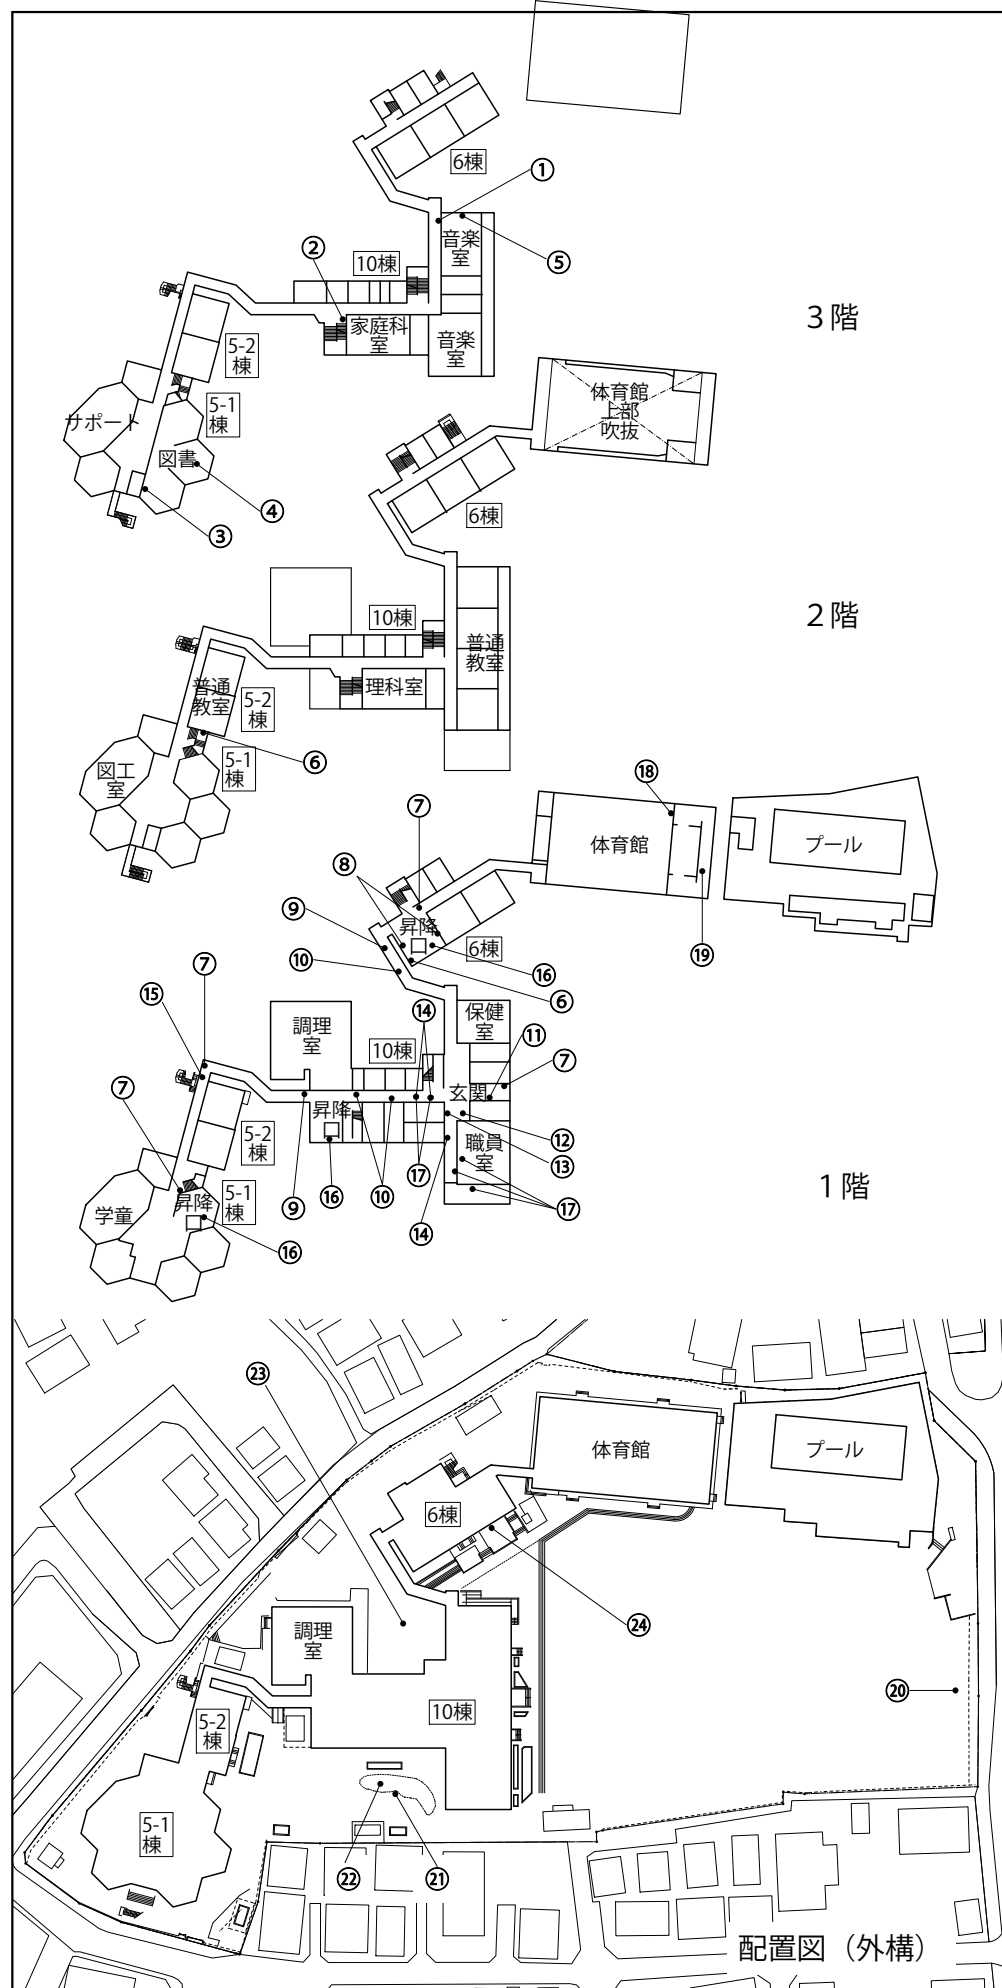 6棟
①
音楽
室
⑤
②
10棟
家庭科
室
音楽
室
3階
5-2
棟
5-1
棟
サポート
図書
④
③
体育館
上部
吹抜
6棟
2階
10棟
普通
教室
理科室
普通
教室
5-2
棟
5-1
棟
⑥
図工
室
⑱
⑦
体育館
プール
⑧
⑨
昇降
6棟
⑩
⑯
⑲
⑥
⑦
⑮
⑭
保健
室
調理
室
⑪
10棟
⑦
⑦
玄関
昇降
⑫
5-2
棟
職員
室
⑬
⑰
1階
⑯
⑩
⑨
5-1
棟
昇降
学童
⑰
⑭
⑯
㉓
体育館
プール
6棟
㉔
調理
室
⑳
10棟
5-2
棟
5-1
棟
㉒
㉑
配置図（外構）